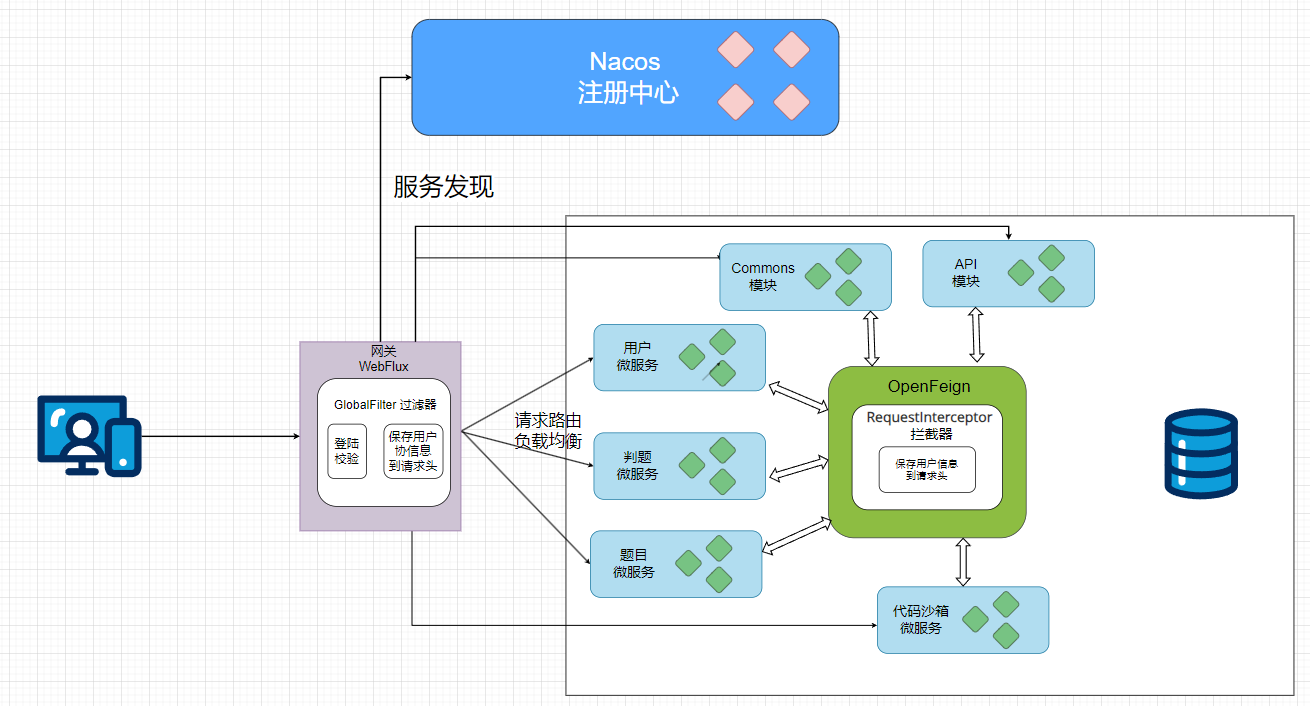 Nacos
注册中心
服务发现
Commons
模块
API
模块
网关
WebFlux
GlobalFilter 过滤器
登陆
校验
保存用户
协信息
到请求头
请求路由
负载均衡
用户
微服务
判题
微服务
题目
微服务
OpenFeign
RequestInterceptor
拦截器
保存用户信息
到请求头
代码沙箱
微服务